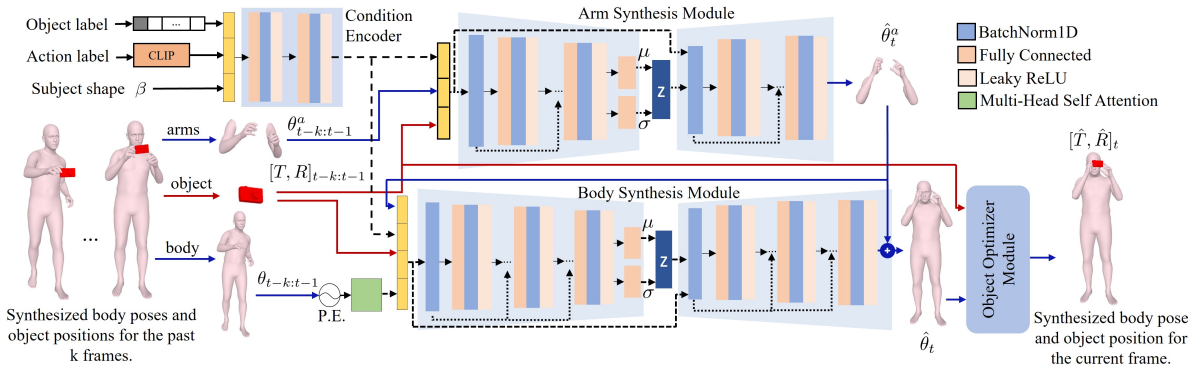 Object label
...
Action label
CLIP
Subject shape β
Condition
Encoder
Arm Synthesis Module
μ
σ
Z
θ̂ᵃₜ
BatchNorm1D
Fully Connected
Leaky ReLU
Multi-Head Self Attention
arms
θᵃₜ₋ₖ:ₜ₋₁
object
[T, R]ₜ₋ₖ:ₜ₋₁
body
...
θₜ₋ₖ:ₜ₋₁
P.E.
Synthesized body poses and
object positions for the past
k frames.
Body Synthesis Module
μ
σ
Z
+
θ̂ₜ
Object Optimizer
Module
[T̂, R̂]ₜ
Synthesized body pose
and object position for
the current frame.